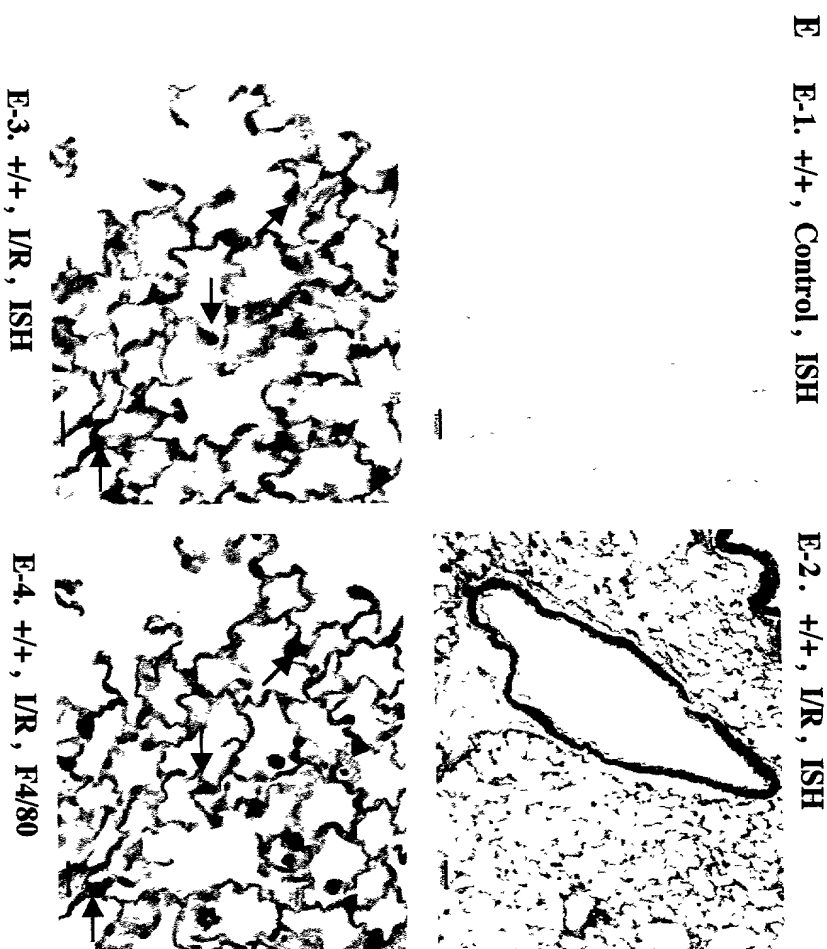 E
E-1. +/+, Control, ISH
E-2. +/+, I/R, ISH
E-3. +/+, I/R, ISH
E-4. +/+, I/R, F4/80